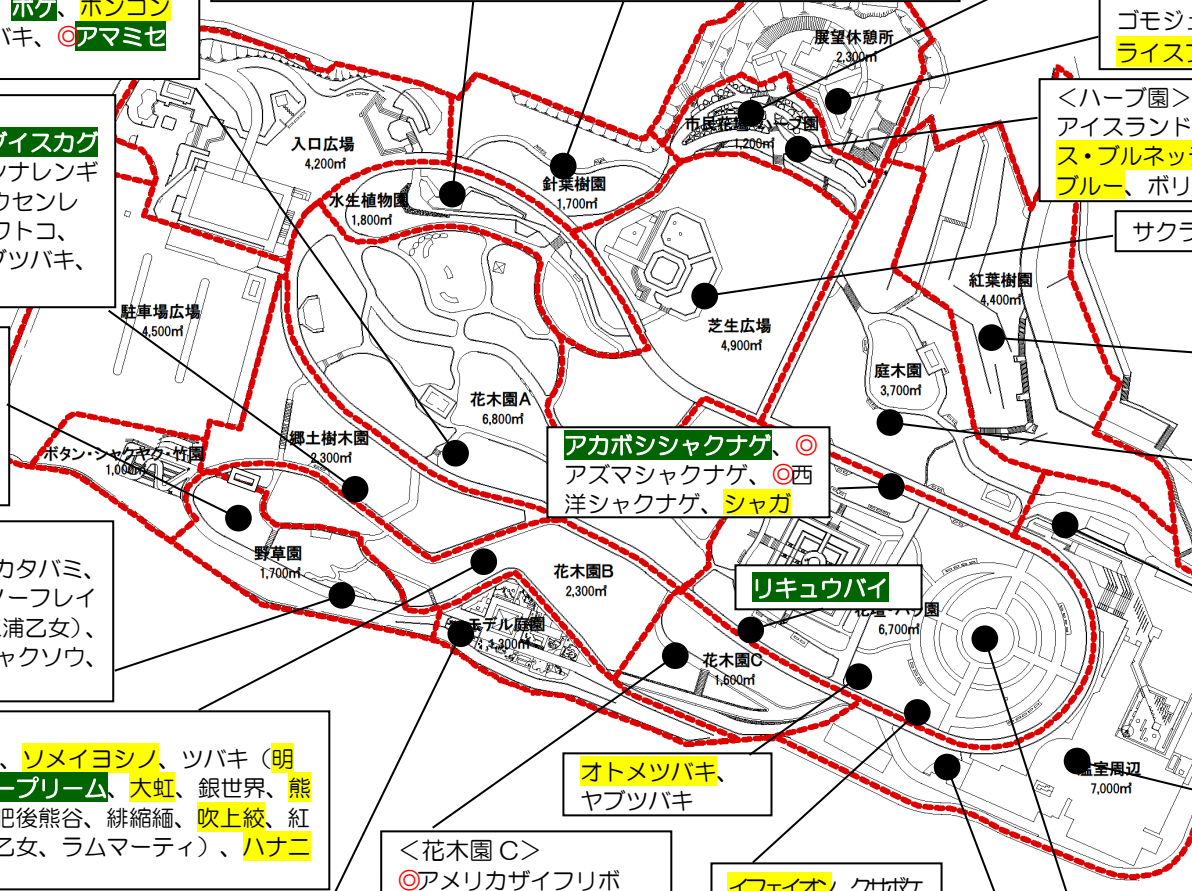 ボケ、ホンコン
バキ、◎アマミセ
グイスカグ
ンナレンギ
ウセンレ
フトコ、
ブツバキ、
カタバミ、
ノーフレイ
浦乙女）、
ャクソウ、
、ソメイヨシノ、ツバキ（明
ープリーム、大虹、銀世界、熊
肥後熊谷、緋縮緬、吹上絞、紅
乙女、ラムマーティ）、ハナニ
ゴモジュ
ライスフ
＜ハーブ園＞
アイスランド
ス・ブルネッ
ブルー、ボリ
サクラ
展望休憩所
2,300㎡
市民花壇・ハーブ園
1,200㎡
入口広場
4,200㎡
針葉樹園
1,700㎡
水生植物園
1,800㎡
駐車場広場
4,500㎡
芝生広場
4,900㎡
紅葉樹園
4,400㎡
庭木園
3,700㎡
花木園A
6,800㎡
郷土樹木園
2,300㎡
ボタン・シャクヤク・竹園
1,000㎡
アカボシシャクナゲ、◎
アズマシャクナゲ、◎西
洋シャクナゲ、シャガ
野草園
1,700㎡
花木園B
2,300㎡
リキュウバイ
花壇・バラ園
6,700㎡
モデル庭園
1,300㎡
花木園C
1,600㎡
オトメツバキ、
ヤブツバキ
温室周辺
7,000㎡
＜花木園 C＞
◎アメリカザイフリボ
イフェイオン、クサボケ